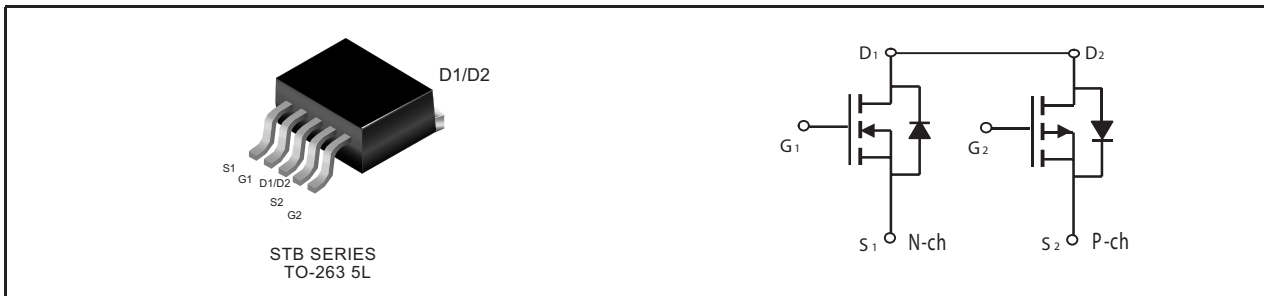 D1/D2
S1
G1
D1/D2
S2
G2
STB SERIES
TO-263 5L
D1
D2
G1
G2
S1
N-ch
S2
P-ch